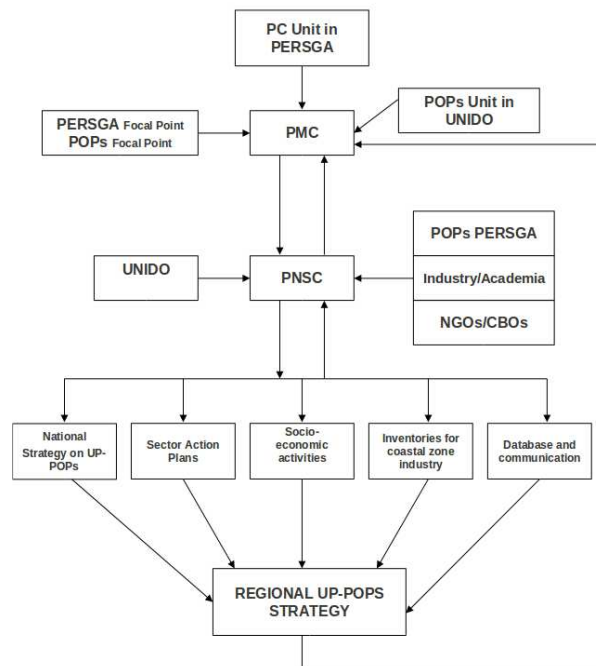 PC Unit in
PERSGA
POPs Unit in
UNIDO
PERSGA Focal Point
POPs Focal Point
PMC
POPs PERSGA
UNIDO
PNSC
Industry/Academia
NGOs/CBOs
National
Strategy on UP-
POPs
Sector Action
Plans
Socio-
economic
activities
Inventories for
coastal zone
industry
Database and
communication
REGIONAL UP-POPS
STRATEGY